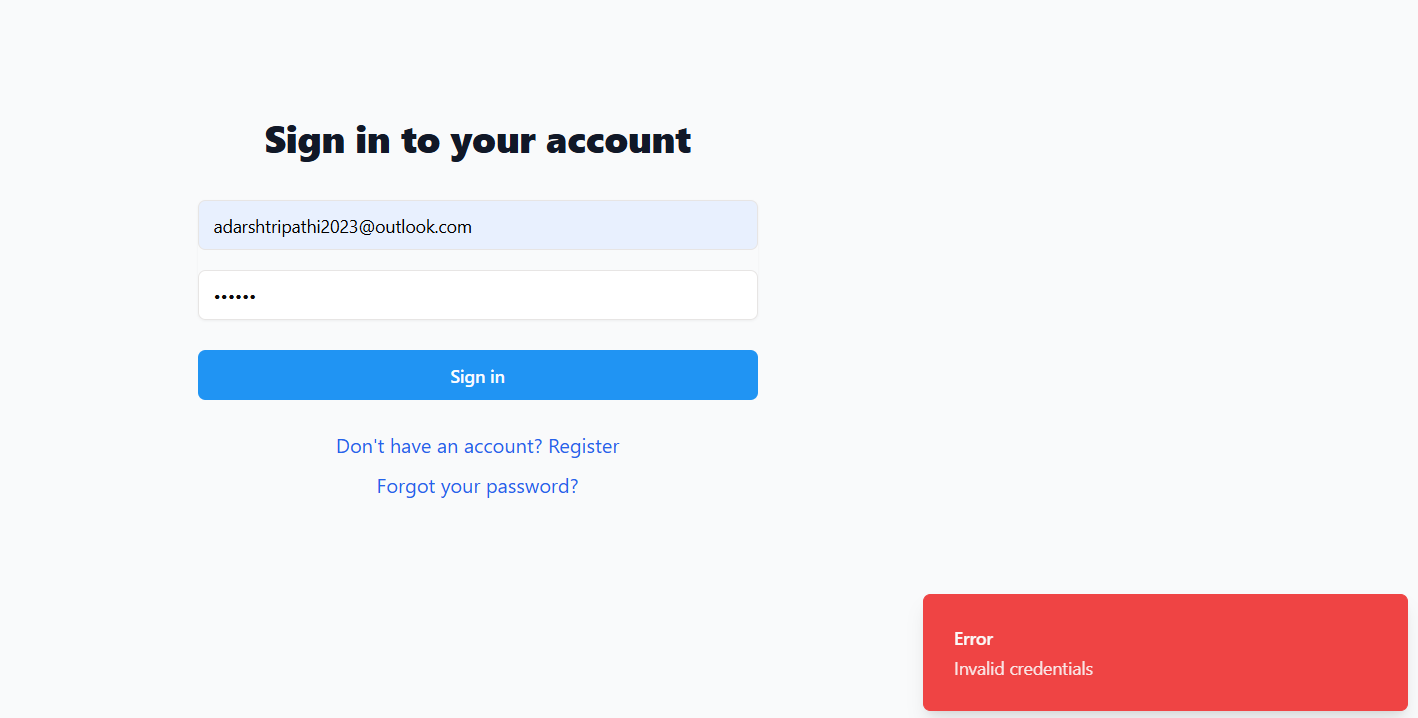 Sign in to your account
adarshtripathi2023@outlook.com
••••••
Sign in
Don't have an account? Register
Forgot your password?
Error
Invalid credentials